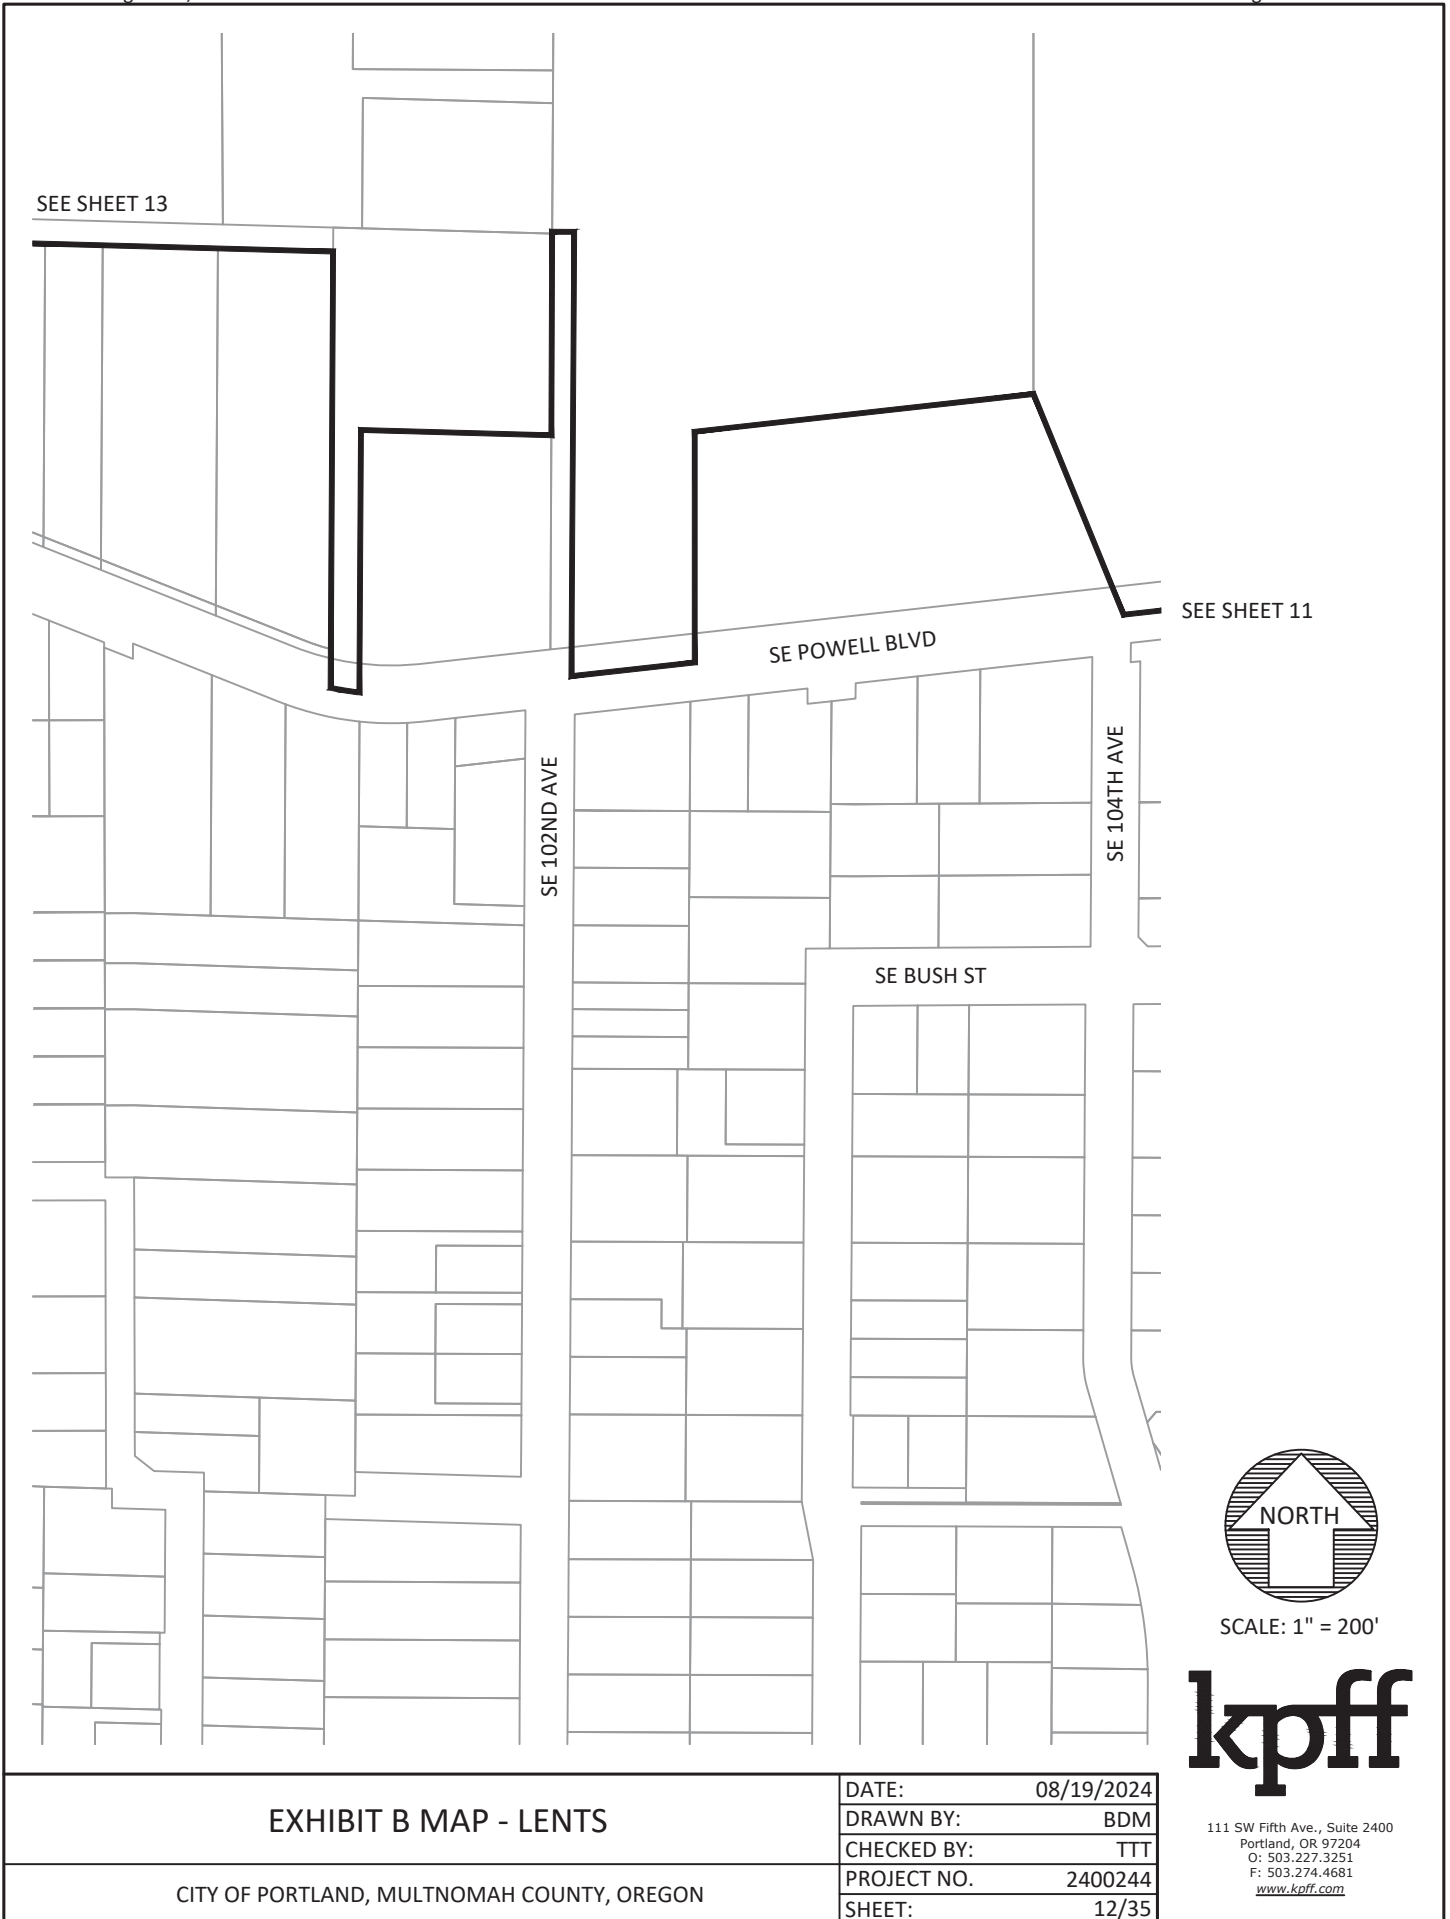 SEE SHEET 13
SEE SHEET 11
SE POWELL BLVD
SE 102ND AVE
SE 104TH AVE
SE BUSH ST
NORTH
SCALE: 1" = 200'
kpff
111 SW Fifth Ave., Suite 2400
Portland, OR 97204
O: 503.227.3251
F: 503.274.4681
www.kpff.com
EXHIBIT B MAP - LENTS
CITY OF PORTLAND, MULTNOMAH COUNTY, OREGON
DATE: 08/19/2024
DRAWN BY: BDM
CHECKED BY: TTT
PROJECT NO. 2400244
SHEET: 12/35